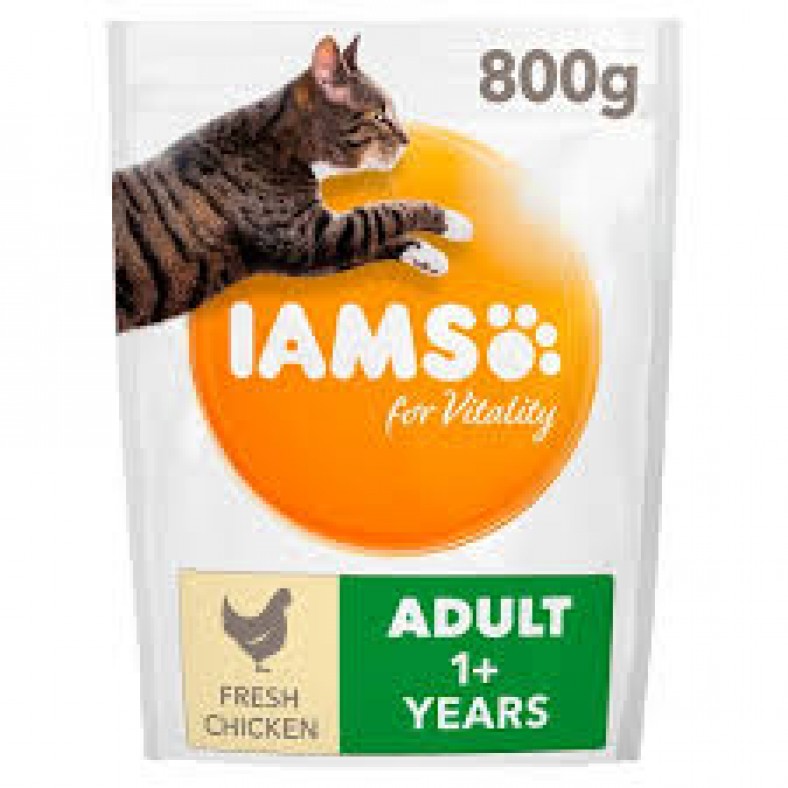 800g
IAMS
for Vitality
FRESH
CHICKEN
ADULT
1+
YEARS